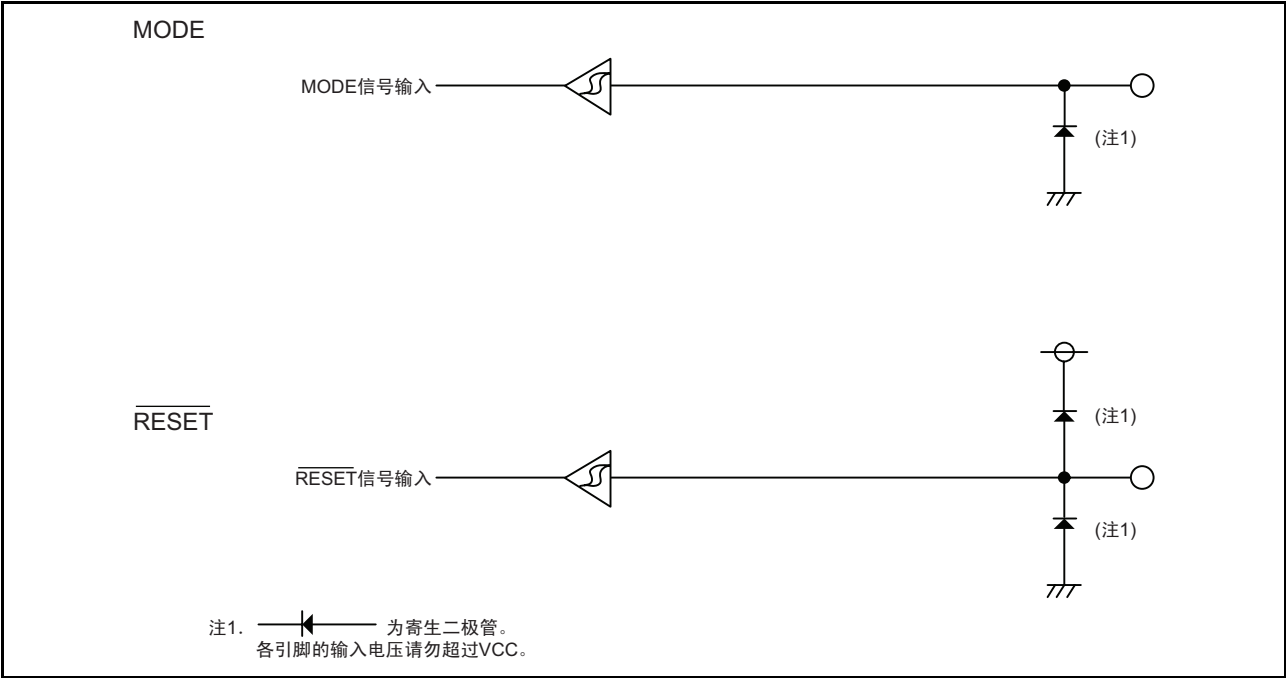 MODE
MODE信号输入
(注1)
(注1)
RESET
RESET信号输入
(注1)
注1. 为寄生二极管。
各引脚的输入电压请勿超过VCC。